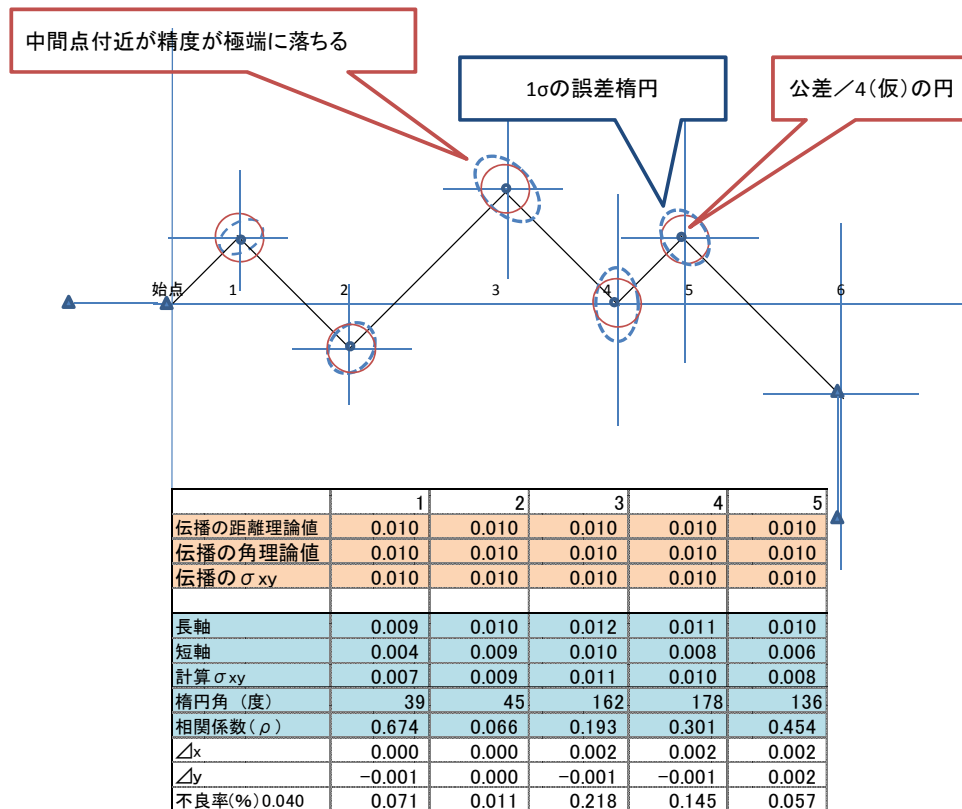 中間点付近が精度が極端に落ちる
1σの誤差楕円
公差／4(仮)の円
始点 1 2 3 4 5 6
1 2 3 4 5
伝播の距離理論値 0.010 0.010 0.010 0.010 0.010
伝播の角理論値 0.010 0.010 0.010 0.010 0.010
伝播のσxy 0.010 0.010 0.010 0.010 0.010
長軸 0.009 0.010 0.012 0.011 0.010
短軸 0.004 0.009 0.010 0.008 0.006
計算σxy 0.007 0.009 0.011 0.010 0.008
楕円角（度） 39 45 162 178 136
相関係数(ρ) 0.674 0.066 0.193 0.301 0.454
⊿x 0.000 0.000 0.002 0.002 0.002
⊿y −0.001 0.000 −0.001 −0.001 0.002
不良率(%)0.040 0.071 0.011 0.218 0.145 0.057